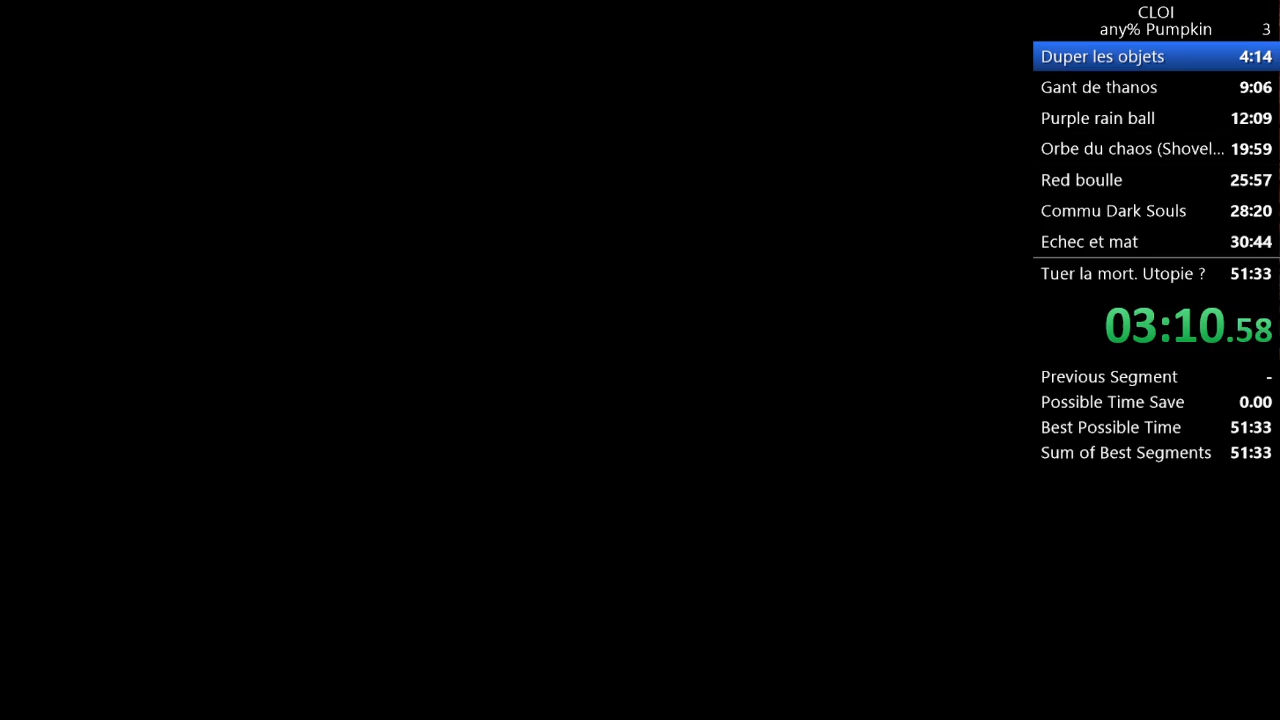 CLOI
any% Pumpkin 3
Duper les objets 4:14
Gant de thanos 9:06
Purple rain ball 12:09
Orbe du chaos (Shovel... 19:59
Red boulle 25:57
Commu Dark Souls 28:20
Echec et mat 30:44
Tuer la mort. Utopie ? 51:33
03:10.58
Previous Segment -
Possible Time Save 0.00
Best Possible Time 51:33
Sum of Best Segments 51:33